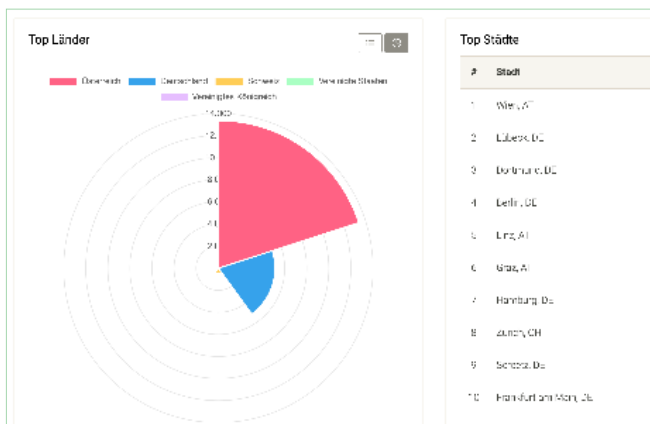 Top Länder
Österreich Deutschland Schweiz Vereinigte Staaten
Vereinigtes Königreich
14.000
Top Städte
# Stadt
1 Wien, AT
2 Lübeck, DE
3 Dortmund, DE
4 Berlin, DE
5 Linz, AT
6 Graz, AT
7 Hamburg, DE
8 Zürich, CH
9 DE
10 Frankfurt am Main, DE